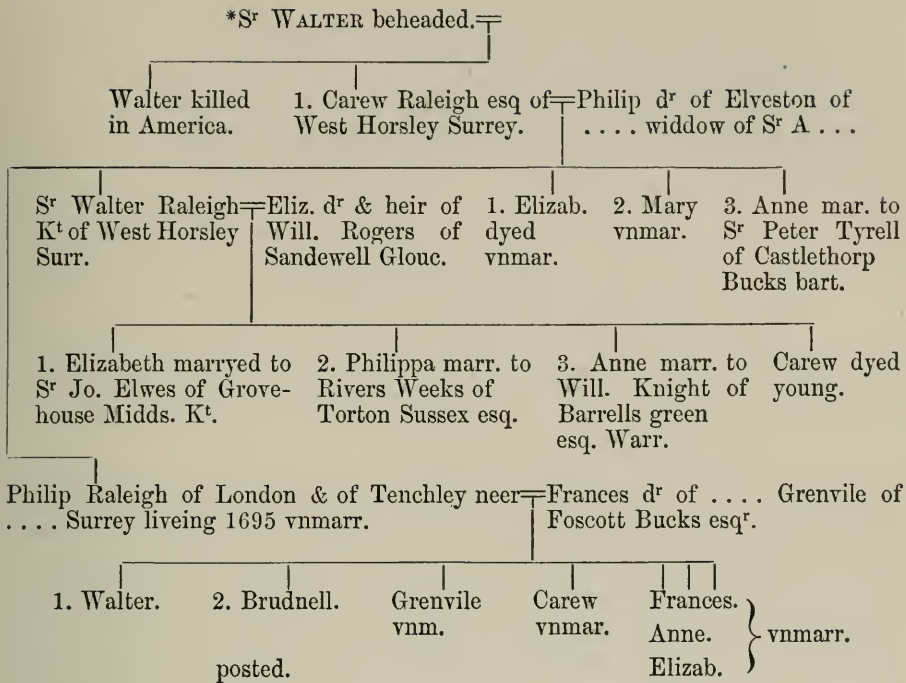 *Sʳ WALTER beheaded.
Walter killed
in America.
1. Carew Raleigh esq of
West Horsley Surrey.
Philip dʳ of Elveston of
. . . . widdow of Sʳ A . . .
Sʳ Walter Raleigh
Kᵗ of West Horsley
Surr.
Eliz. dʳ & heir of
Will. Rogers of
Sandewell Glouc.
1. Elizab.
dyed
vnmar.
2. Mary
vnmar.
3. Anne mar. to
Sʳ Peter Tyrell
of Castlethorp
Bucks bart.
1. Elizabeth marryed to
Sʳ Jo. Elwes of Grove-
house Midds. Kᵗ.
2. Philippa marr. to
Rivers Weeks of
Torton Sussex esq.
3. Anne marr. to
Will. Knight of
Barrells green
esq. Warr.
Carew dyed
young.
Philip Raleigh of London & of Tenchley neer
. . . . Surrey liveing 1695 vnmarr.
Frances dʳ of . . . . Grenvile of
Foscott Bucks esqʳ.
1. Walter.
2. Brudnell.
posted.
Grenvile
vnm.
Carew
vnmar.
Frances.
Anne.
Elizab.
vnmarr.